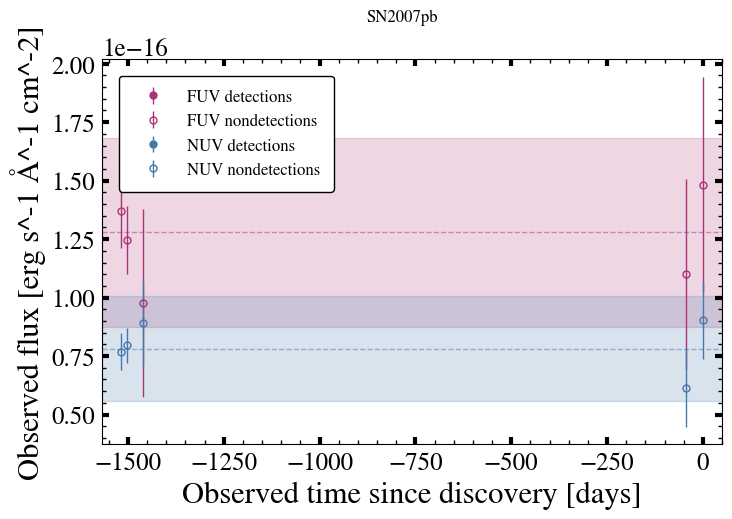 SN2007pb
1e−16
Observed flux [erg s^-1 Å^-1 cm^-2]
2.00
1.75
1.50
1.25
1.00
0.75
0.50
FUV detections
FUV nondetections
NUV detections
NUV nondetections
−1500 −1250 −1000 −750 −500 −250 0
Observed time since discovery [days]